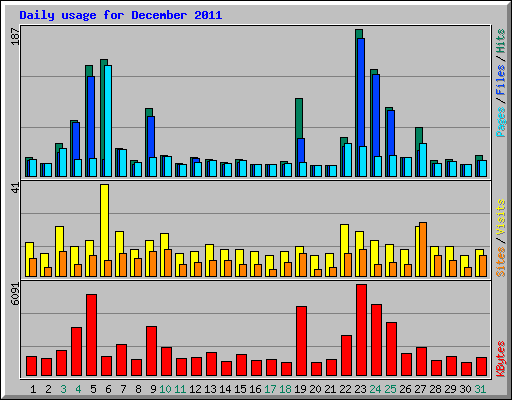 Daily usage for December 2011
187
Pages / Files / Hits
41
Sites / Visits
6091
KBytes
1 2 3 4 5 6 7 8 9 10 11 12 13 14 15 16 17 18 19 20 21 22 23 24 25 26 27 28 29 30 31